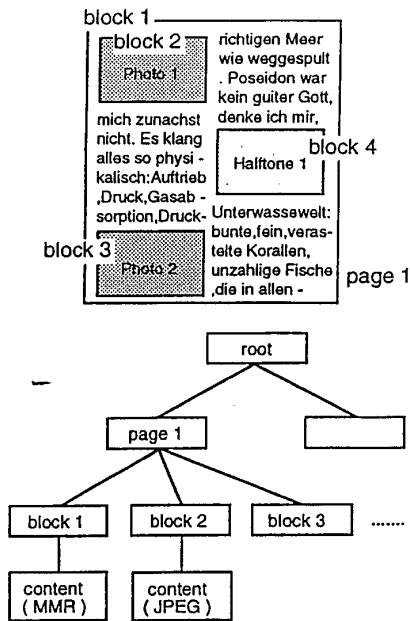 block 1
block 2
Photo 1
mich zunachst
nicht. Es klang
alles so physi -
kalisch:Auftrieb
,Druck,Gasab -
sorption,Druck-
block 3
Photo 2
richtigen Meer
wie weggespult
. Poseidon war
kein guiter Gott,
denke ich mir,
block 4
Halftone 1
Unterwassewelt:
bunte,fein,veras-
telte Korallen,
unzahlige Fische
,die in allen -
page 1
root
page 1
block 1 block 2 block 3 .......
content content
( MMR ) ( JPEG )